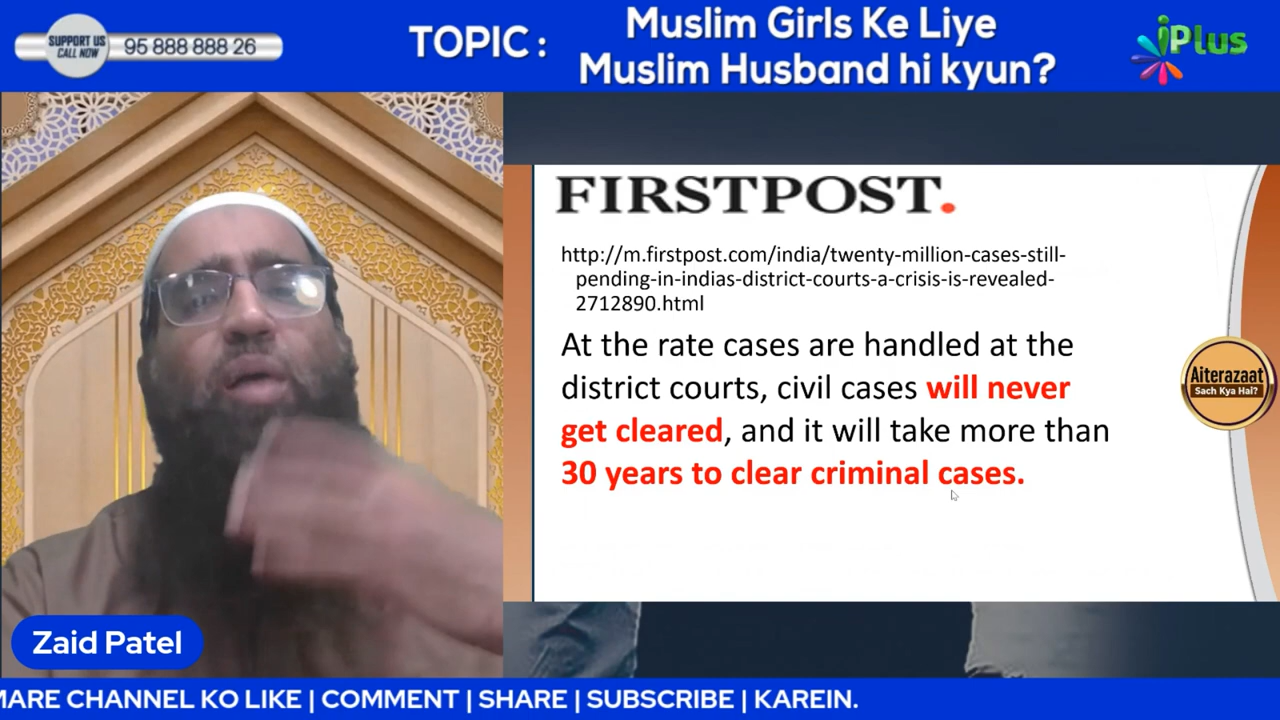 SUPPORT US
CALL NOW
95 888 888 26
TOPIC :
Muslim Girls Ke Liye
Muslim Husband hi kyun?
iPlus
FIRSTPOST.
http://m.firstpost.com/india/twenty-million-cases-still-
pending-in-indias-district-courts-a-crisis-is-revealed-
2712890.html
At the rate cases are handled at the
district courts, civil cases will never
get cleared, and it will take more than
30 years to clear criminal cases.
Aiterazaat
Sach Kya Hai?
Zaid Patel
MARE CHANNEL KO LIKE | COMMENT | SHARE | SUBSCRIBE | KAREIN.